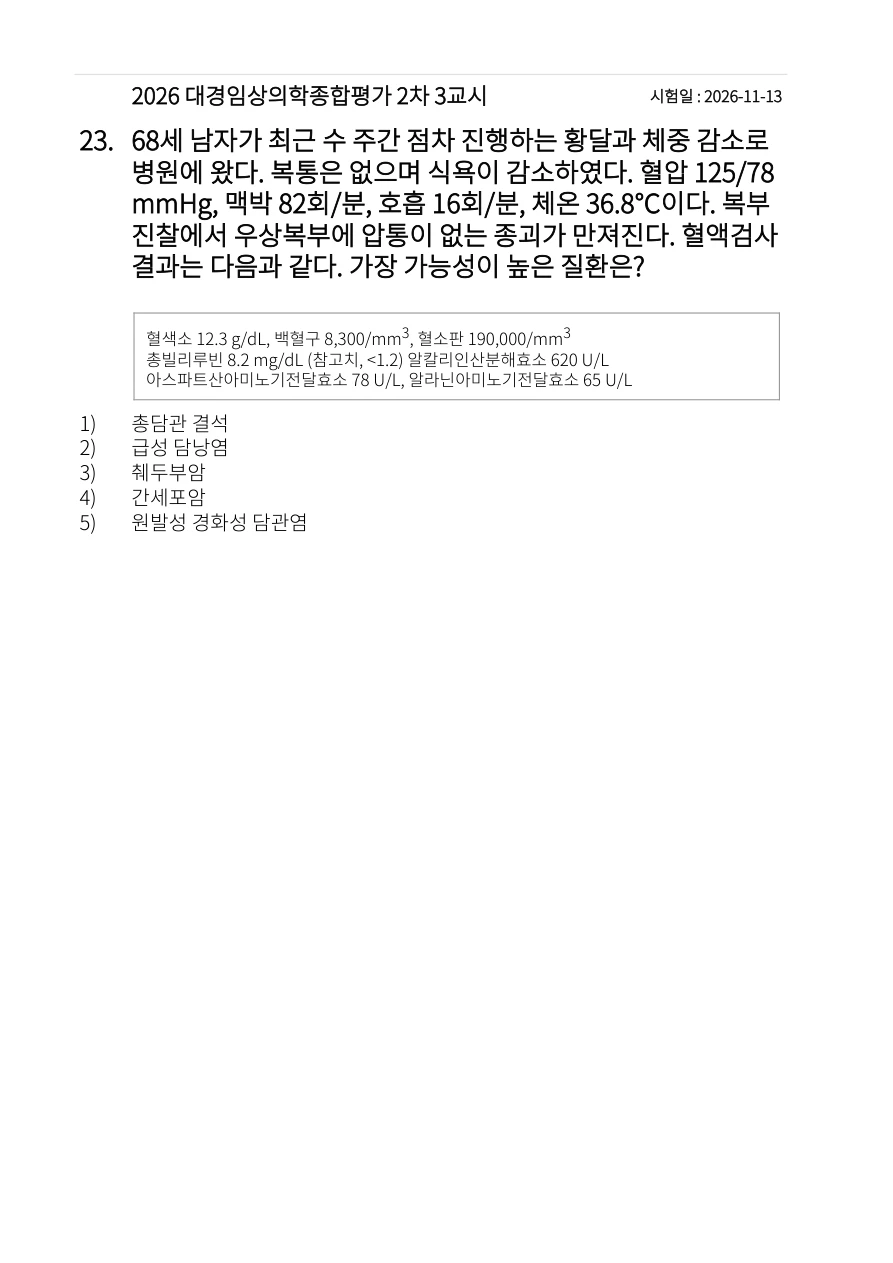 2026 대경임상의학종합평가 2차 3교시 시험일 : 2026-11-13
23. 68세 남자가 최근 수 주간 점차 진행하는 황달과 체중 감소로
병원에 왔다. 복통은 없으며 식욕이 감소하였다. 혈압 125/78
mmHg, 맥박 82회/분, 호흡 16회/분, 체온 36.8℃이다. 복부
진찰에서 우상복부에 압통이 없는 종괴가 만져진다. 혈액검사
결과는 다음과 같다. 가장 가능성이 높은 질환은?
혈색소 12.3 g/dL, 백혈구 8,300/mm³, 혈소판 190,000/mm³
총빌리루빈 8.2 mg/dL (참고치, <1.2) 알칼리인산분해효소 620 U/L
아스파트산아미노기전달효소 78 U/L, 알라닌아미노기전달효소 65 U/L
1) 총담관 결석
2) 급성 담낭염
3) 췌두부암
4) 간세포암
5) 원발성 경화성 담관염